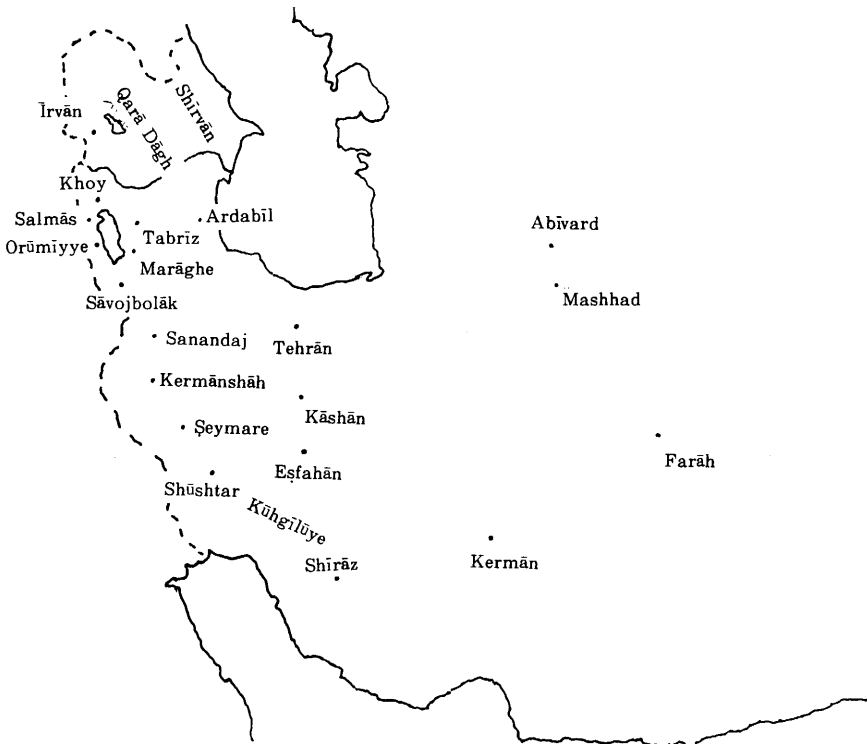 Īrvān
Qarā Dāgh
Shīrvān
Khoy
Salmās
Ardabīl
Tabrīz
Orūmīyye
Marāghe
Sāvojbolāk
Abīvard
Mashhad
Sanandaj
Tehrān
Kermānshāh
Kāshān
Ṣeymare
Farāh
Eṣfahān
Shūshtar
Kūhgīlūye
Shīrāz
Kermān